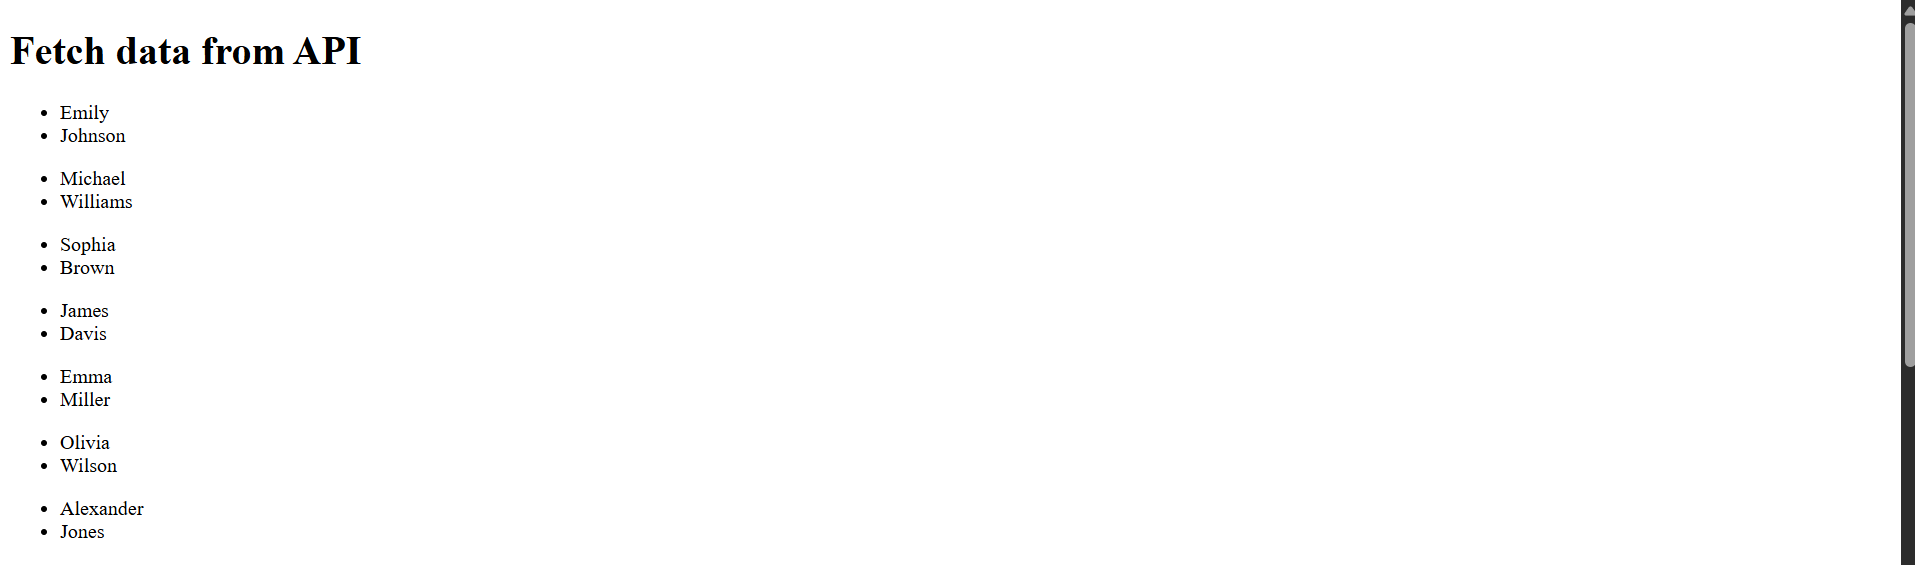 Fetch data from API
• Emily
• Johnson
• Michael
• Williams
• Sophia
• Brown
• James
• Davis
• Emma
• Miller
• Olivia
• Wilson
• Alexander
• Jones